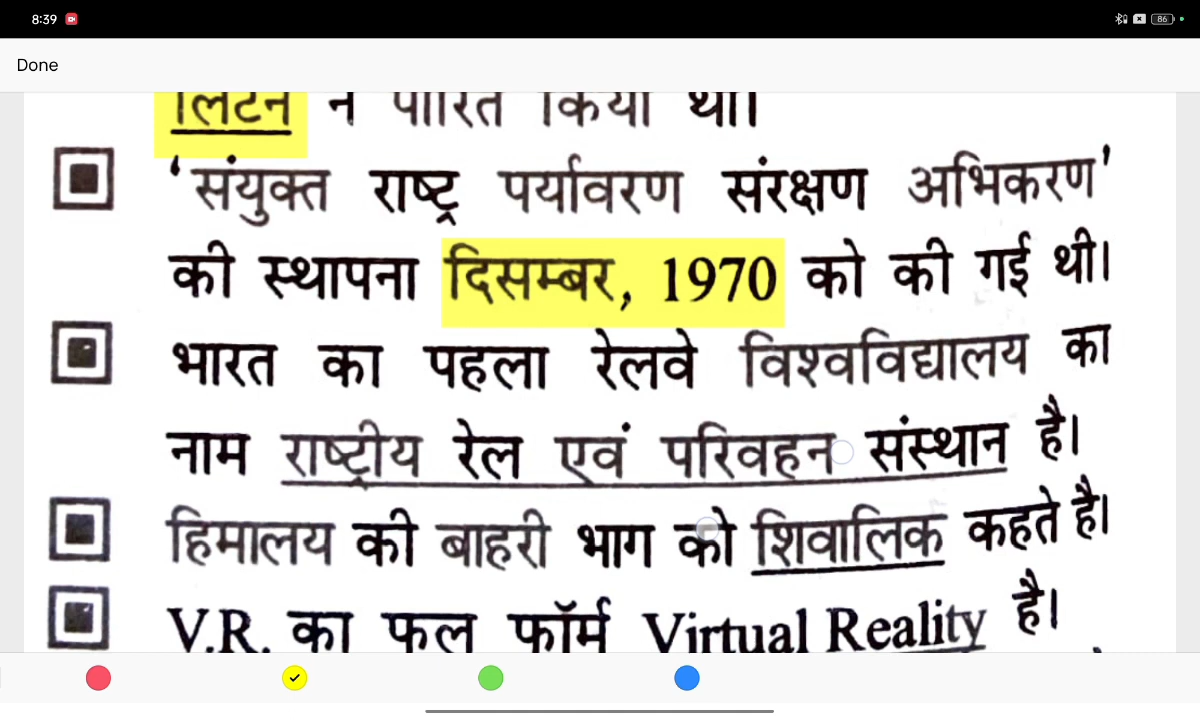 8:39
86
Done
लिटन ने पारित किया था।
‘संयुक्त राष्ट्र पर्यावरण संरक्षण अभिकरण’
की स्थापना दिसम्बर, 1970 को की गई थी।
भारत का पहला रेलवे विश्वविद्यालय का
नाम राष्ट्रीय रेल एवं परिवहन संस्थान है।
हिमालय की बाहरी भाग को शिवालिक कहते है।
V.R. का फुल फॉर्म Virtual Reality है।